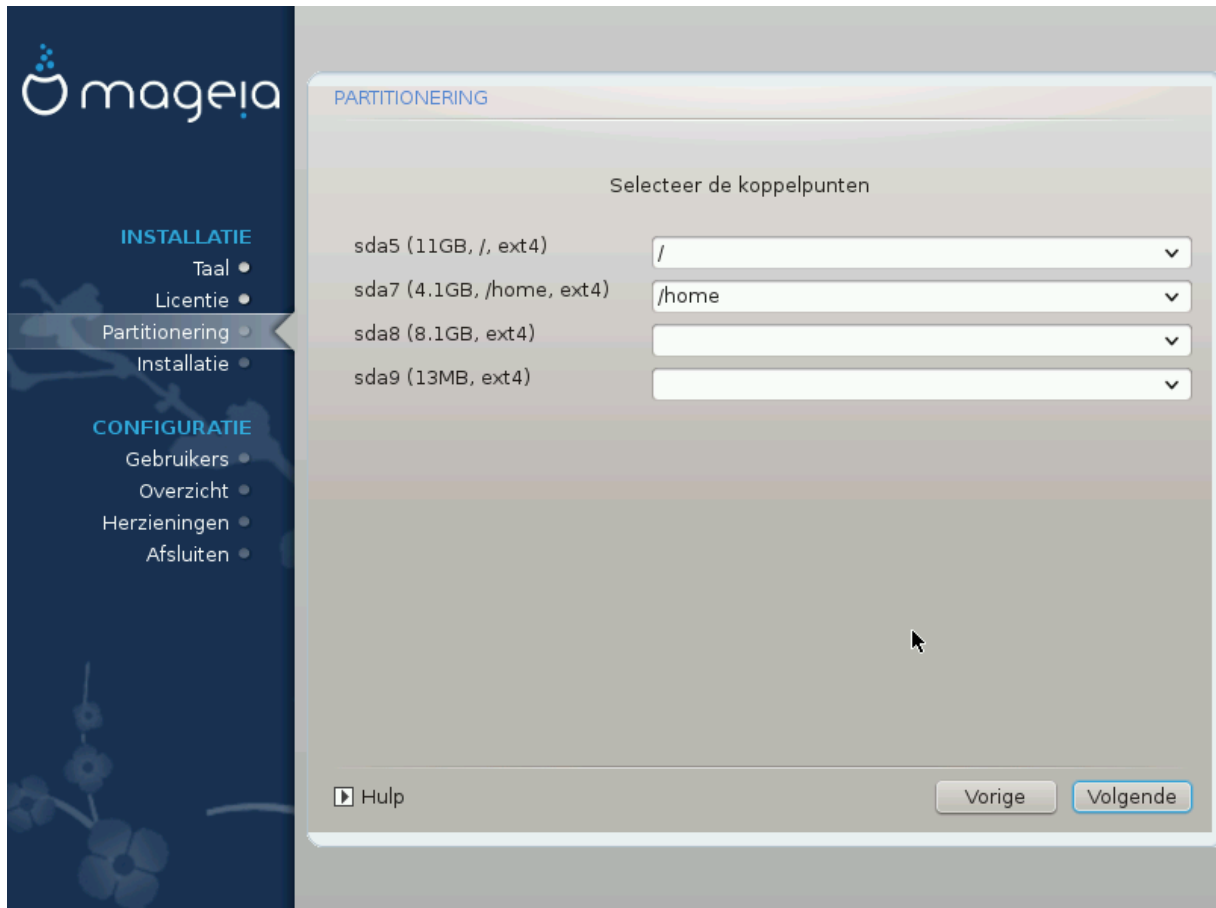 mageia
INSTALLATIE
Taal
Licentie
Partitionering
Installatie
CONFIGURATIE
Gebruikers
Overzicht
Herzieningen
Afsluiten
PARTITIONERING
Selecteer de koppelpunten
sda5 (11GB, /, ext4) /
sda7 (4.1GB, /home, ext4) /home
sda8 (8.1GB, ext4)
sda9 (13MB, ext4)
Hulp Vorige Volgende